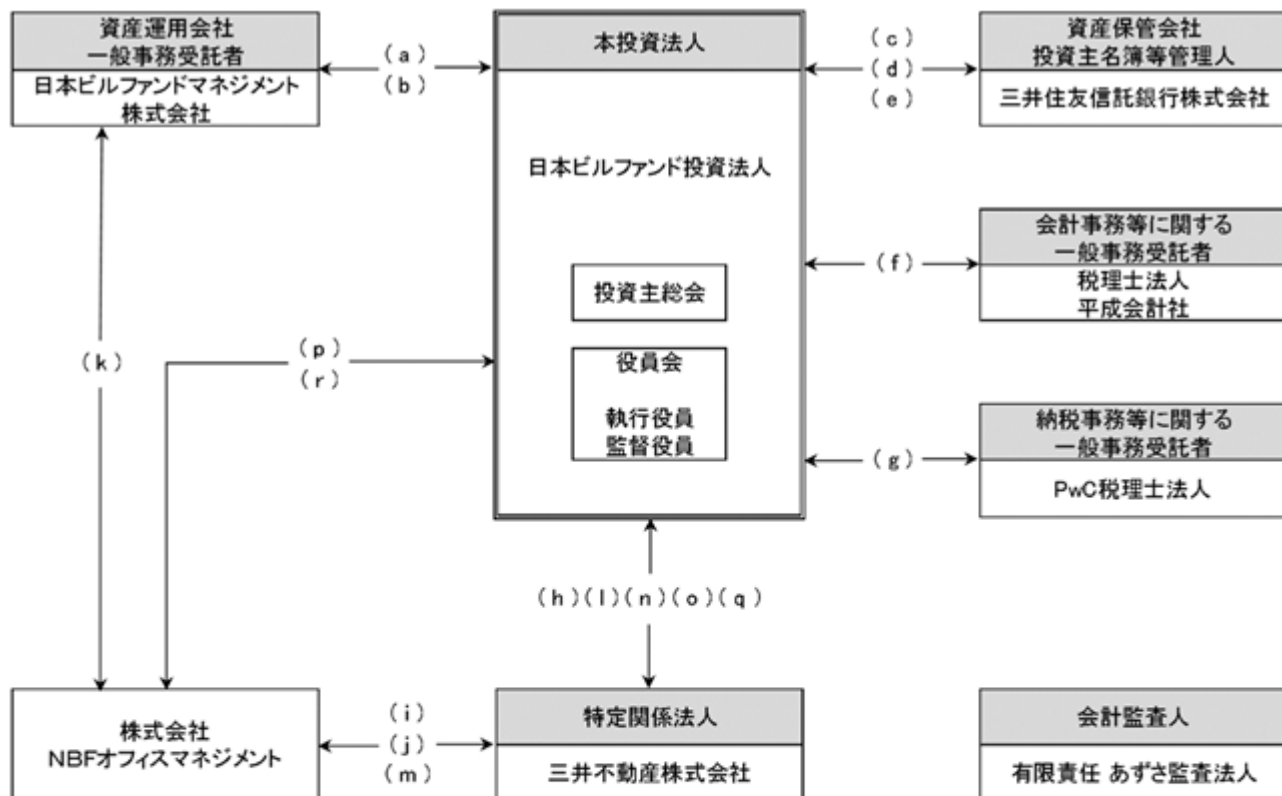 資産運用会社
一般事務受託者
日本ビルファンドマネジメント
株式会社
(a)
(b)
本投資法人
日本ビルファンド投資法人
投資主総会
役員会
執行役員
監督役員
(c)
(d)
(e)
資産保管会社
投資主名簿等管理人
三井住友信託銀行株式会社
(f)
会計事務等に関する
一般事務受託者
税理士法人
平成会計社
(k)
(p)
(r)
(g)
納税事務等に関する
一般事務受託者
PwC税理士法人
(h)(l)(n)(o)(q)
株式会社
NBFオフィスマネジメント
(i)
(j)
(m)
特定関係法人
三井不動産株式会社
会計監査人
有限責任 あずさ監査法人